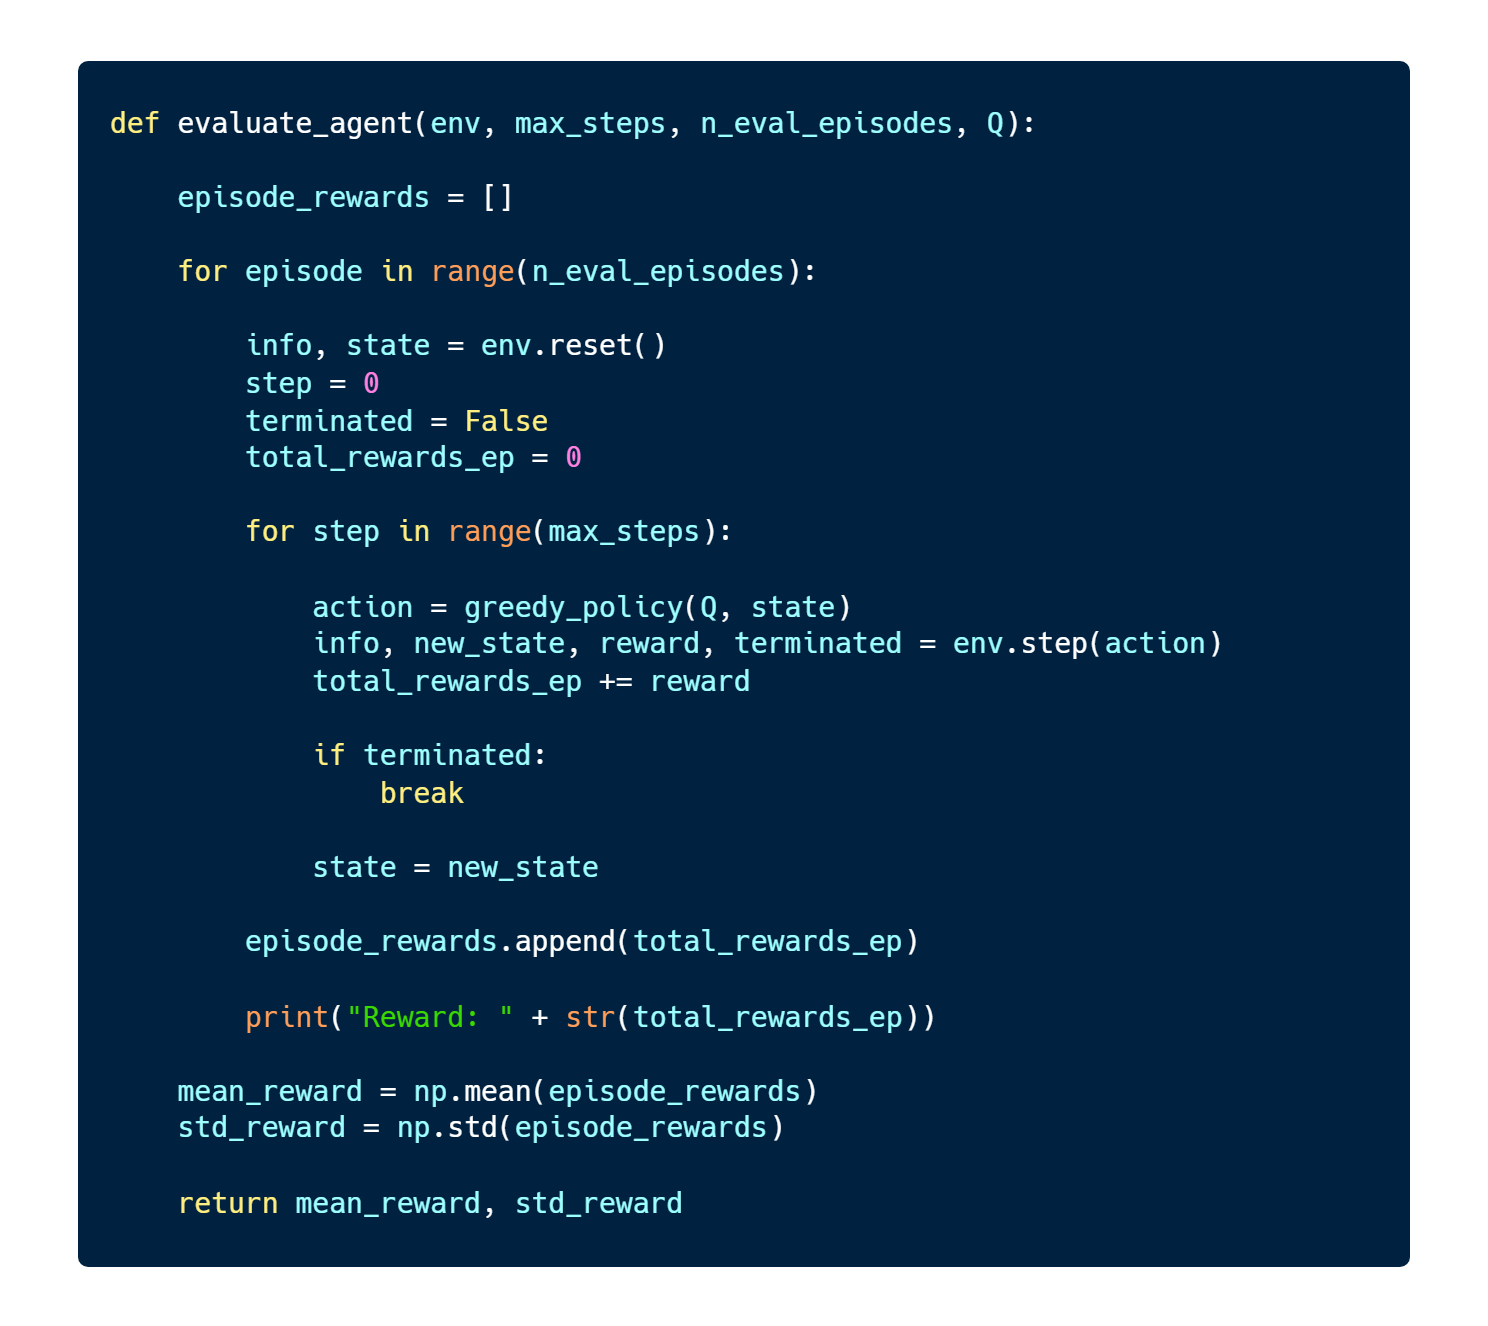 def evaluate_agent(env, max_steps, n_eval_episodes, Q):
    episode_rewards = []
    for episode in range(n_eval_episodes):
        info, state = env.reset()
        step = 0
        terminated = False
        total_rewards_ep = 0
        for step in range(max_steps):
            action = greedy_policy(Q, state)
            info, new_state, reward, terminated = env.step(action)
            total_rewards_ep += reward
            if terminated:
                break
            state = new_state
        episode_rewards.append(total_rewards_ep)
        print("Reward: " + str(total_rewards_ep))
    mean_reward = np.mean(episode_rewards)
    std_reward = np.std(episode_rewards)
    return mean_reward, std_reward